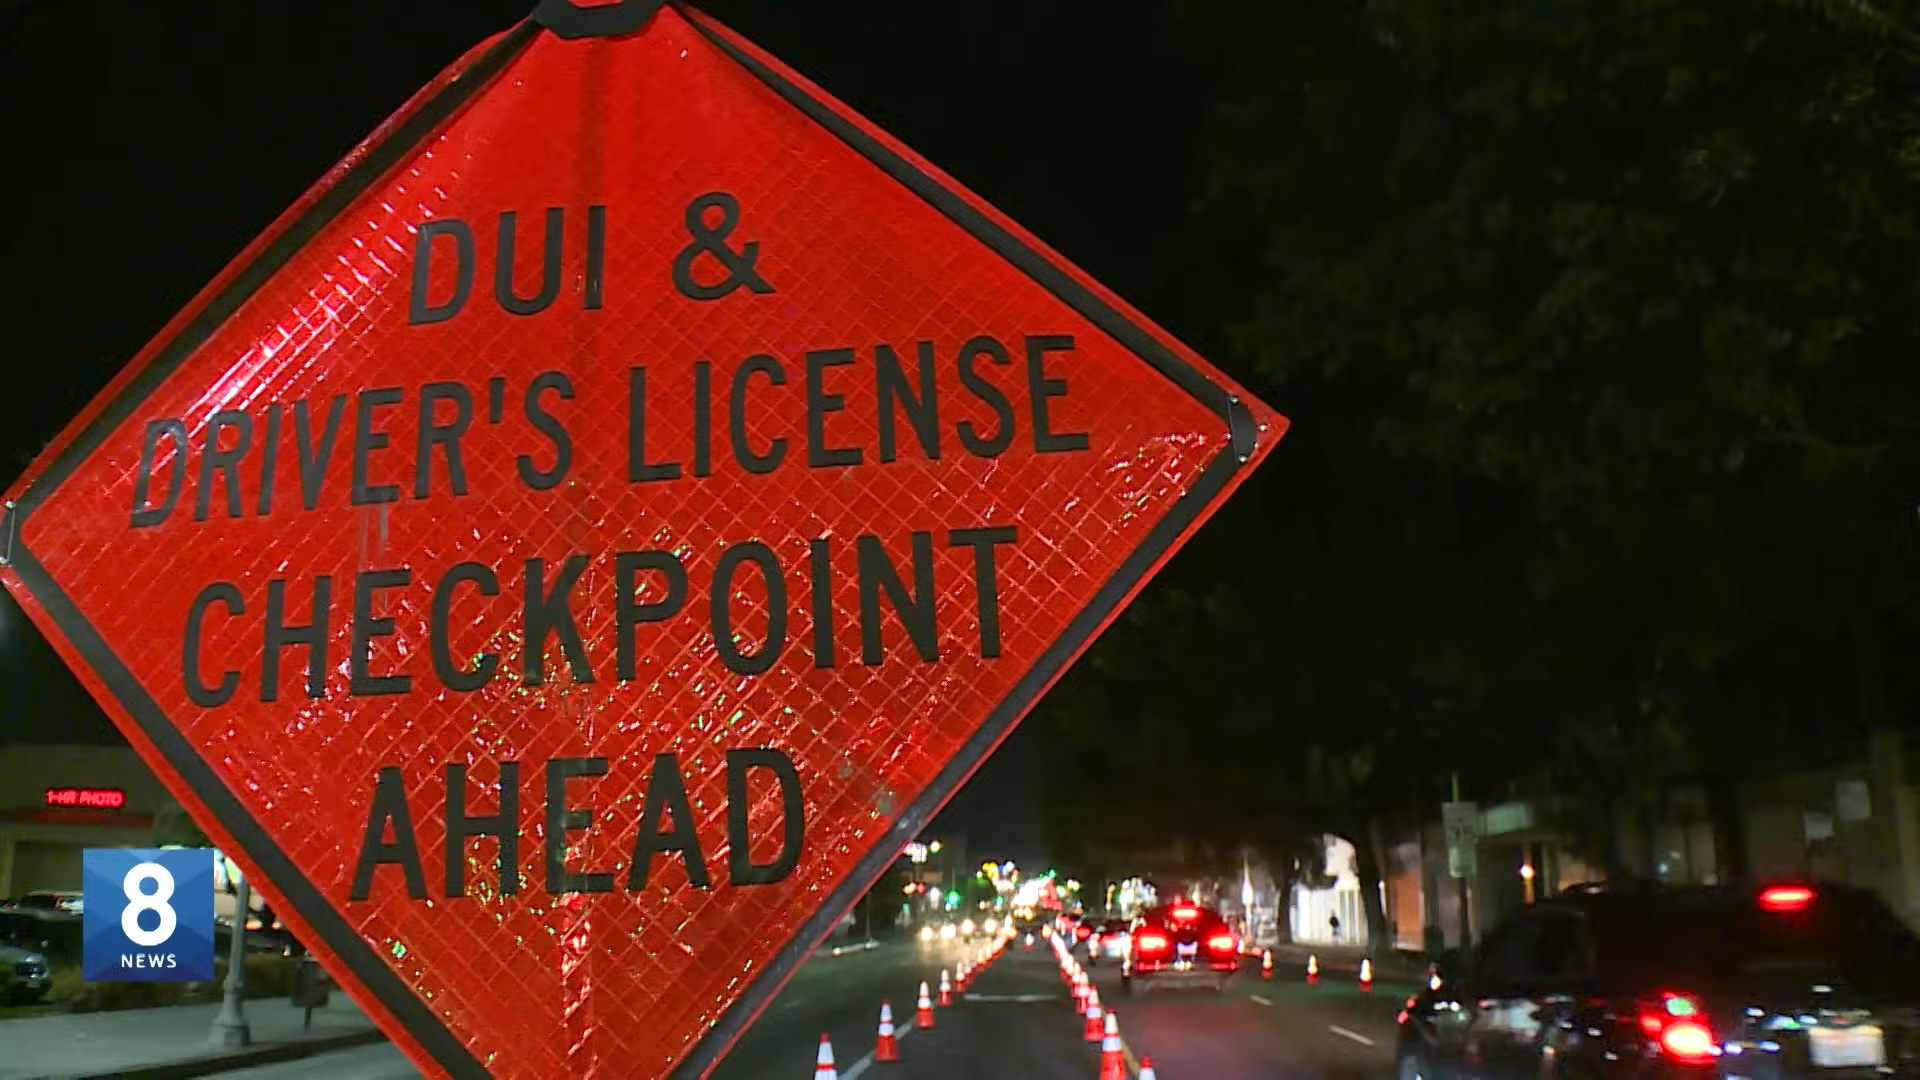 DUI &
DRIVER'S LICENSE
CHECKPOINT
AHEAD
1-HR PHOTO
8
NEWS